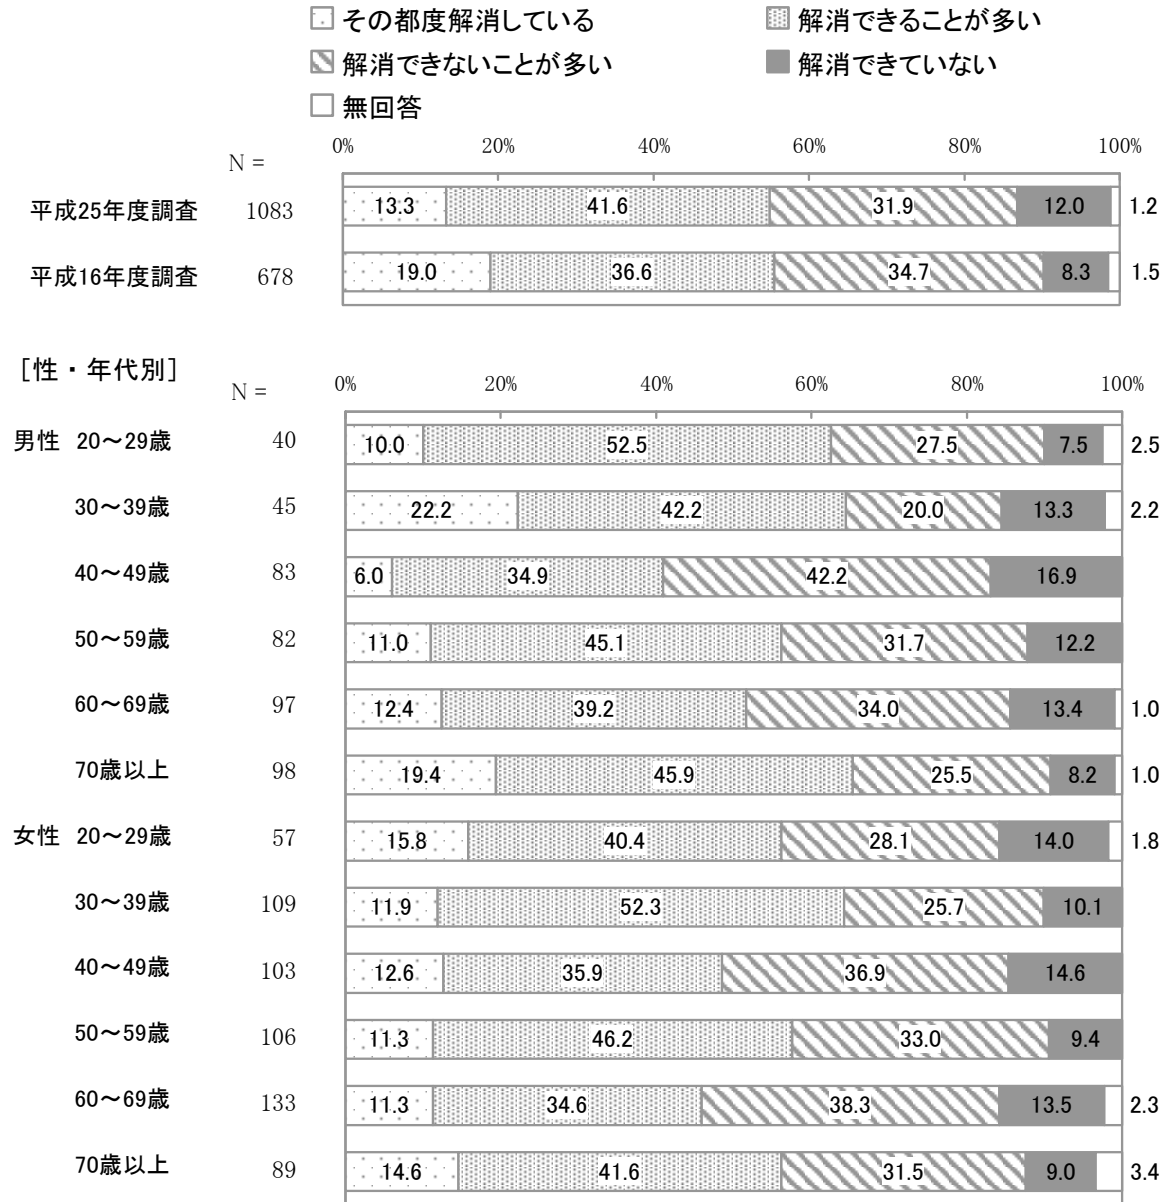 その都度解消している 解消できることが多い
解消できないことが多い 解消できていない
無回答
N = 0% 20% 40% 60% 80% 100%
平成25年度調査 1083 13.3 41.6 31.9 12.0 1.2
平成16年度調査 678 19.0 36.6 34.7 8.3 1.5
[性・年代別]
N = 0% 20% 40% 60% 80% 100%
男性 20～29歳 40 10.0 52.5 27.5 7.5 2.5
30～39歳 45 22.2 42.2 20.0 13.3 2.2
40～49歳 83 6.0 34.9 42.2 16.9
50～59歳 82 11.0 45.1 31.7 12.2
60～69歳 97 12.4 39.2 34.0 13.4 1.0
70歳以上 98 19.4 45.9 25.5 8.2 1.0
女性 20～29歳 57 15.8 40.4 28.1 14.0 1.8
30～39歳 109 11.9 52.3 25.7 10.1
40～49歳 103 12.6 35.9 36.9 14.6
50～59歳 106 11.3 46.2 33.0 9.4
60～69歳 133 11.3 34.6 38.3 13.5 2.3
70歳以上 89 14.6 41.6 31.5 9.0 3.4